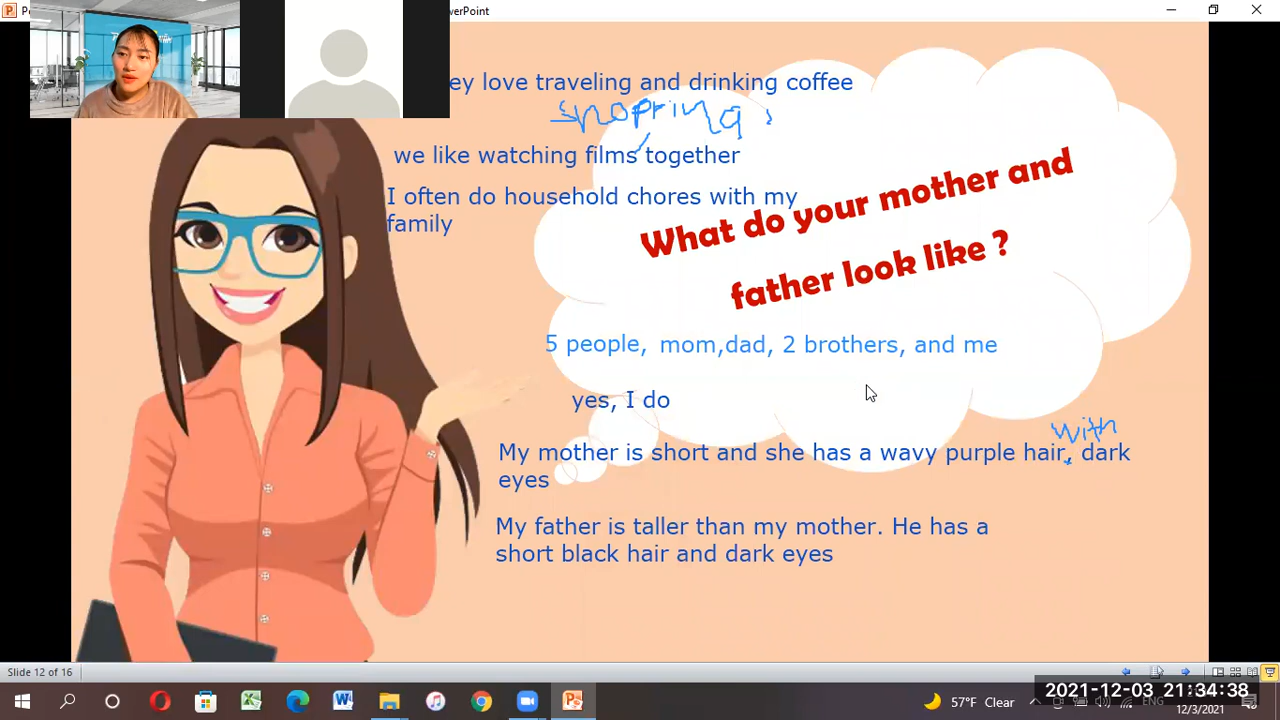 werPoint
ey love traveling and drinking coffee
shopping
we like watching films together
I often do household chores with my
family
What do your mother and
father look like ?
5 people, mom,dad, 2 brothers, and me
yes, I do
with
My mother is short and she has a wavy purple hair, dark
eyes
My father is taller than my mother. He has a
short black hair and dark eyes
Slide 12 of 16
57°F Clear
ENG
2021-12-03 21:34:38
12/3/2021